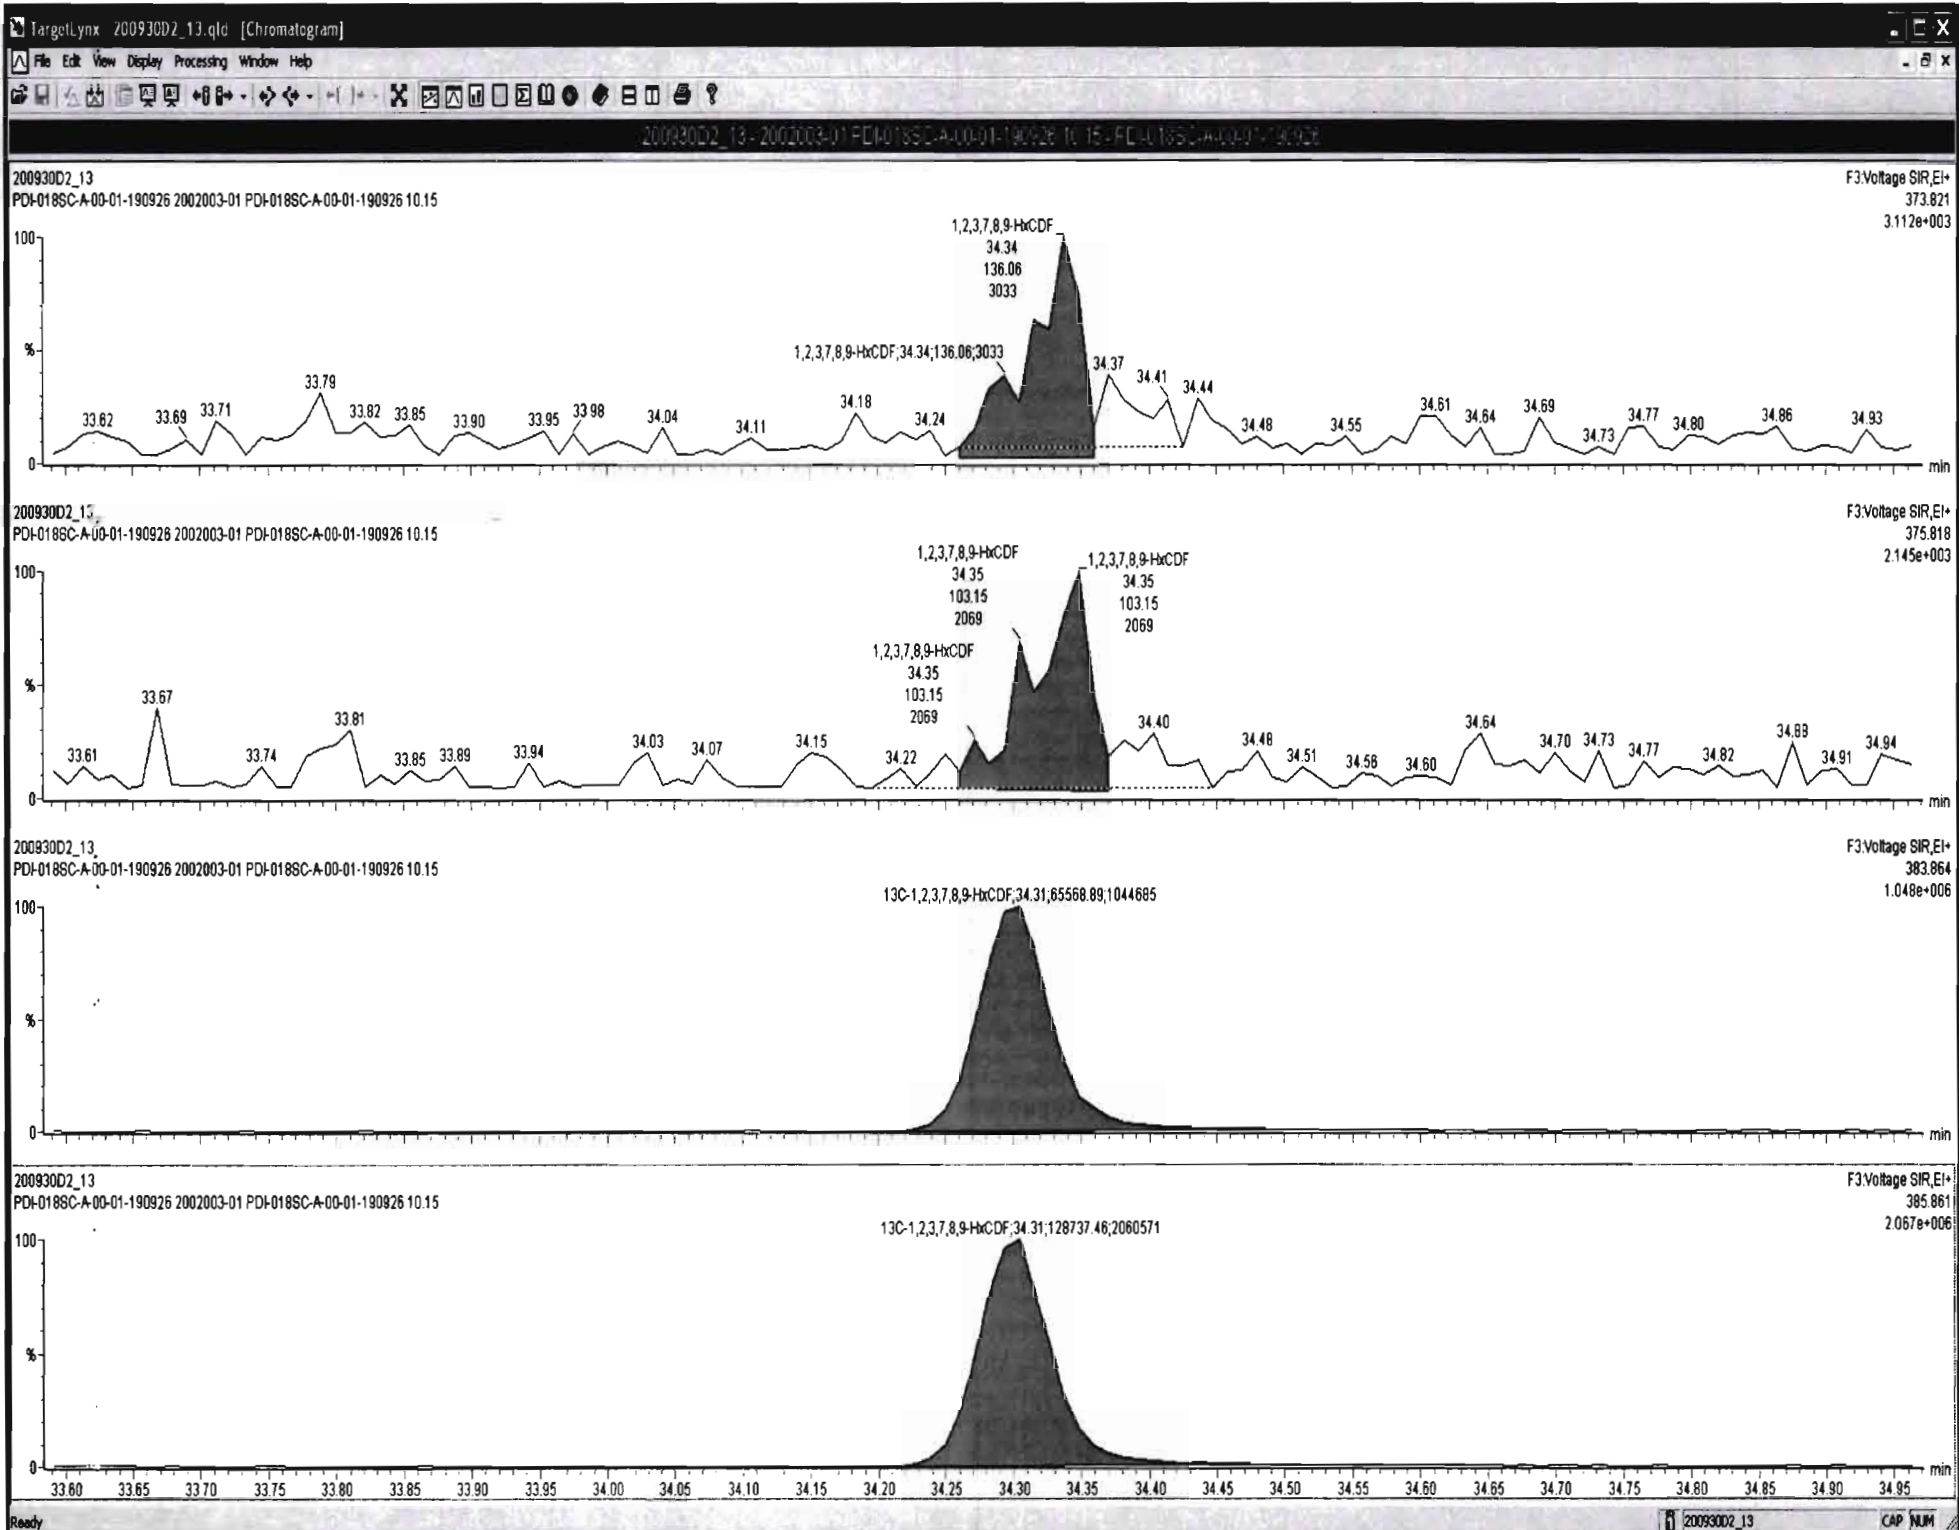 TargetLynx 200930D2_13.qld [Chromatogram]
File Edit View Display Processing Window Help
200930D2_13 - 2002003-01 PDI-018SC-A-00-01-190926 10.15 - PDI-018SC-A-00-01-190926
200930D2_13
PDI-018SC-A-00-01-190926 2002003-01 PDI-018SC-A-00-01-190926 10.15
F3:Voltage SIR,EI+
373.821
3.112e+003
1,2,3,7,8,9-HxCDF
34.34
136.06
3033
1,2,3,7,8,9-HxCDF;34.34;136.06;3033
100
%
0
33.62 33.69 33.71 33.79 33.82 33.85 33.90 33.95 33.98 34.04 34.11 34.18 34.24 34.37 34.41 34.44 34.48 34.55 34.61 34.64 34.69 34.73 34.77 34.80 34.86 34.93
min
200930D2_13
PDI-018SC-A-00-01-190926 2002003-01 PDI-018SC-A-00-01-190926 10.15
F3:Voltage SIR,EI+
375.818
2.145e+003
1,2,3,7,8,9-HxCDF
34.35
103.15
2069
1,2,3,7,8,9-HxCDF
34.35
103.15
2069
1,2,3,7,8,9-HxCDF
34.35
103.15
2069
100
%
0
33.61 33.67 33.74 33.81 33.85 33.89 33.94 34.03 34.07 34.15 34.22 34.40 34.48 34.51 34.56 34.60 34.64 34.70 34.73 34.77 34.82 34.88 34.91 34.94
min
200930D2_13
PDI-018SC-A-00-01-190926 2002003-01 PDI-018SC-A-00-01-190926 10.15
F3:Voltage SIR,EI+
383.864
1.048e+006
13C-1,2,3,7,8,9-HxCDF;34.31;65568.89;1044685
100
%
0
min
200930D2_13
PDI-018SC-A-00-01-190926 2002003-01 PDI-018SC-A-00-01-190926 10.15
F3:Voltage SIR,EI+
385.861
2.067e+006
13C-1,2,3,7,8,9-HxCDF;34.31;128737.46;2060571
100
%
0
min
33.60 33.65 33.70 33.75 33.80 33.85 33.90 33.95 34.00 34.05 34.10 34.15 34.20 34.25 34.30 34.35 34.40 34.45 34.50 34.55 34.60 34.65 34.70 34.75 34.80 34.85 34.90 34.95
Ready
200930D2_13
CAP NUM